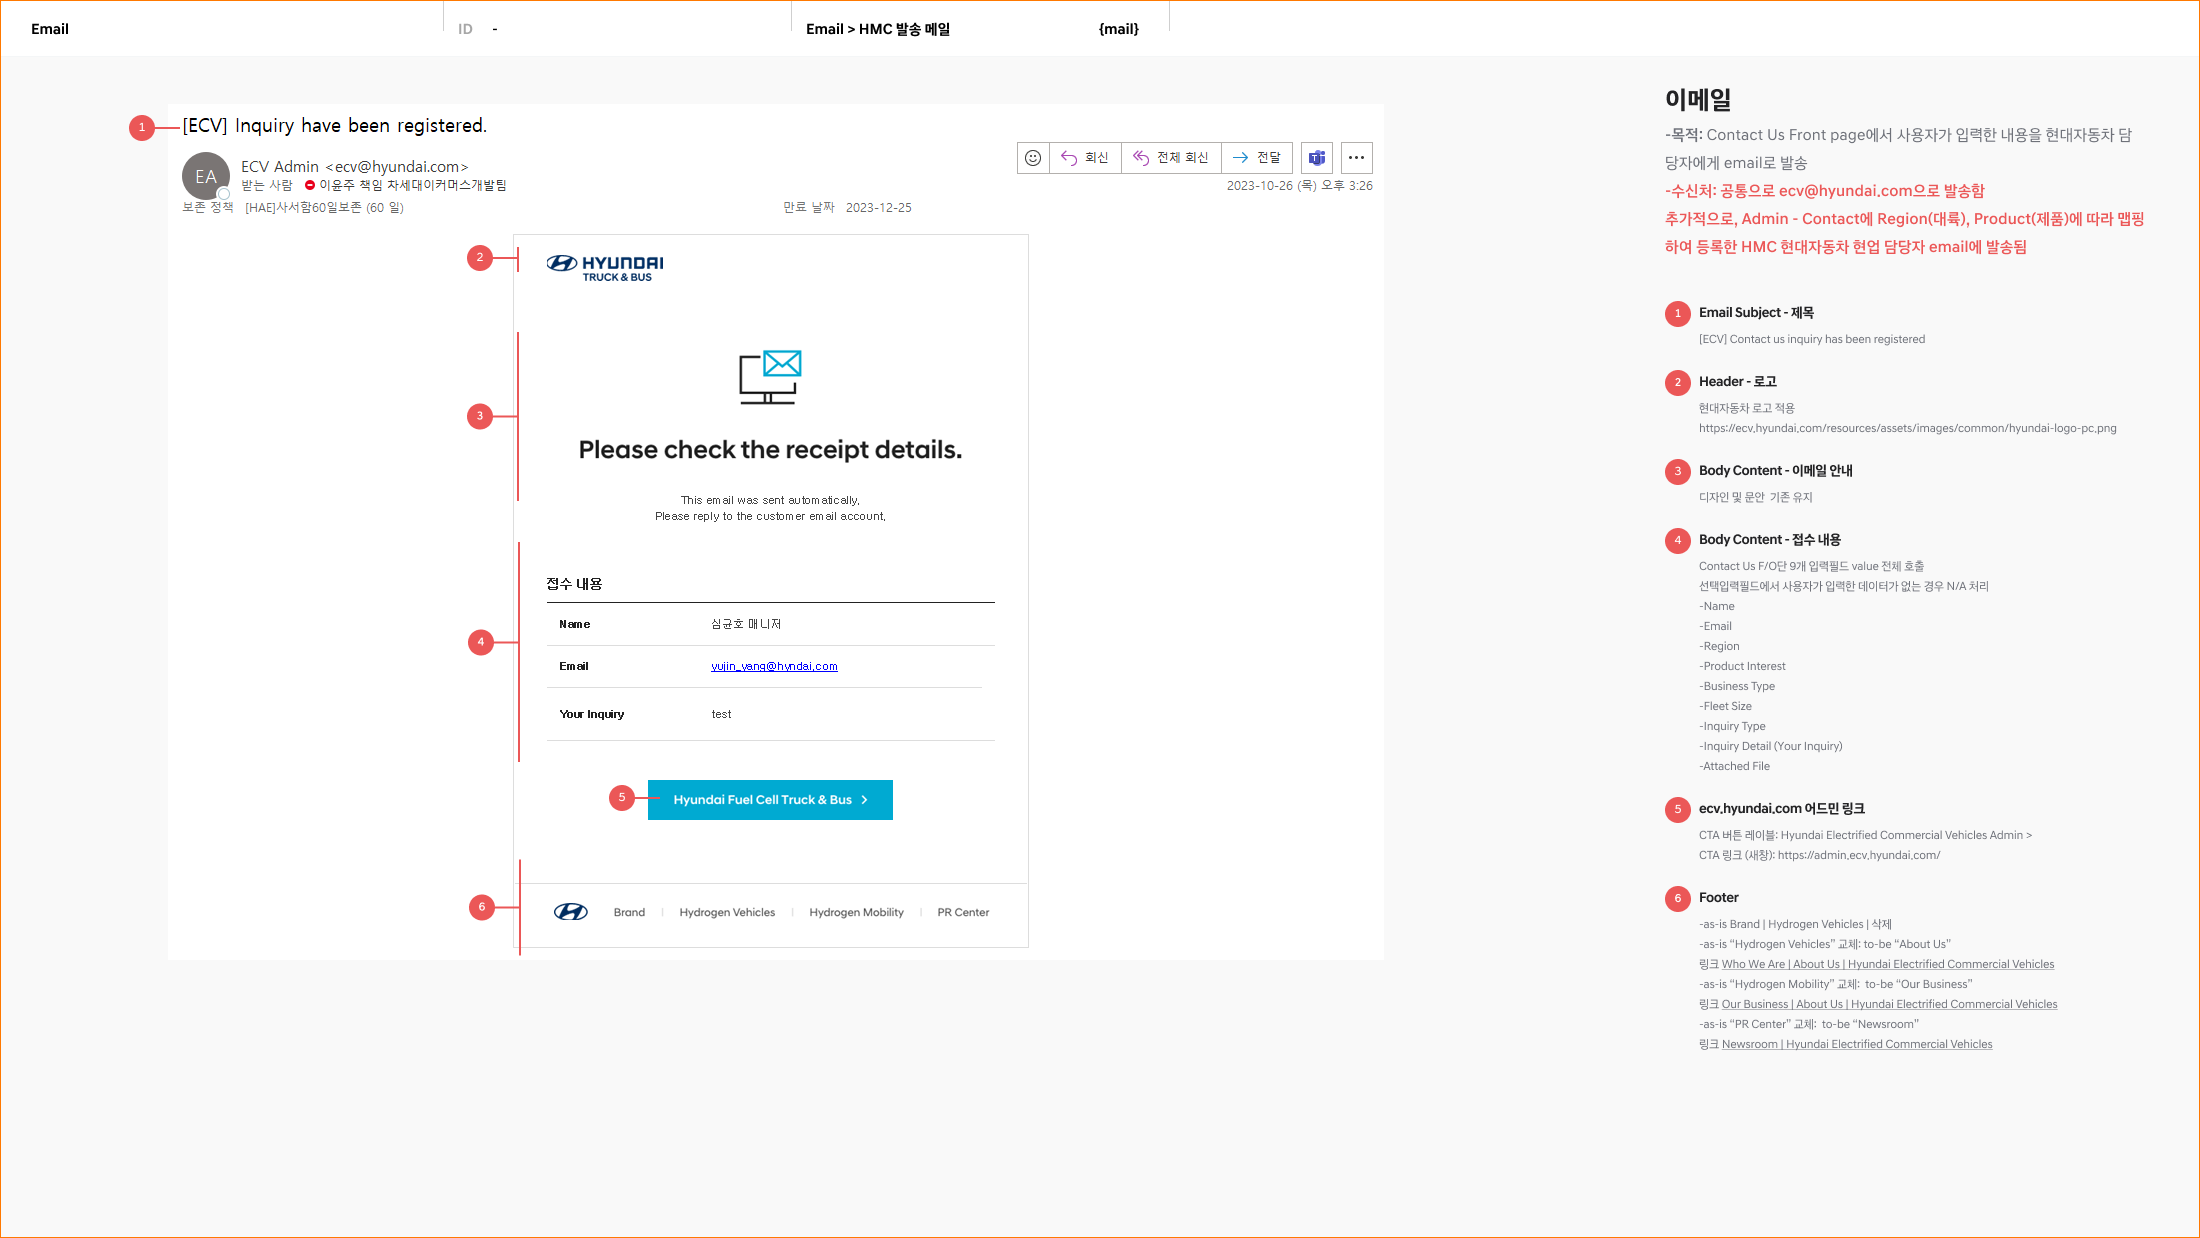 Email
ID -
Email > HMC 발송 메일
{mail}
1
[ECV] Inquiry have been registered.
EA
ECV Admin <ecv@hyundai.com>
받는 사람 이윤주 책임 차세대이커머스개발팀
회신
전체 회신
전달
2023-10-26 (목) 오후 3:26
보존 정책 [HAE]사서함60일보존 (60 일)
만료 날짜 2023-12-25
2
HYUNDAI
TRUCK & BUS
3
Please check the receipt details.
This email was sent automatically.
Please reply to the customer email account.
4
접수 내용
Name 심균호 매니저
Email yujin_yang@hyndai.com
Your Inquiry test
5
Hyundai Fuel Cell Truck & Bus >
6
Brand | Hydrogen Vehicles | Hydrogen Mobility | PR Center
이메일
-목적: Contact Us Front page에서 사용자가 입력한 내용을 현대자동차 담
당자에게 email로 발송
-수신처: 공통으로 ecv@hyundai.com으로 발송함
추가적으로, Admin - Contact에 Region(대륙), Product(제품)에 따라 맵핑
하여 등록한 HMC 현대자동차 현업 담당자 email에 발송됨
1 Email Subject - 제목
[ECV] Contact us inquiry has been registered
2 Header - 로고
현대자동차 로고 적용
https://ecv.hyundai.com/resources/assets/images/common/hyundai-logo-pc.png
3 Body Content - 이메일 안내
디자인 및 문안 기존 유지
4 Body Content - 접수 내용
Contact Us F/O단 9개 입력필드 value 전체 호출
선택입력필드에서 사용자가 입력한 데이터가 없는 경우 N/A 처리
-Name
-Email
-Region
-Product Interest
-Business Type
-Fleet Size
-Inquiry Type
-Inquiry Detail (Your Inquiry)
-Attached File
5 ecv.hyundai.com 어드민 링크
CTA 버튼 레이블: Hyundai Electrified Commercial Vehicles Admin >
CTA 링크 (새창): https://admin.ecv.hyundai.com/
6 Footer
-as-is Brand | Hydrogen Vehicles | 삭제
-as-is “Hydrogen Vehicles” 교체: to-be “About Us”
링크 Who We Are | About Us | Hyundai Electrified Commercial Vehicles
-as-is “Hydrogen Mobility” 교체: to-be “Our Business”
링크 Our Business | About Us | Hyundai Electrified Commercial Vehicles
-as-is “PR Center” 교체: to-be “Newsroom”
링크 Newsroom | Hyundai Electrified Commercial Vehicles